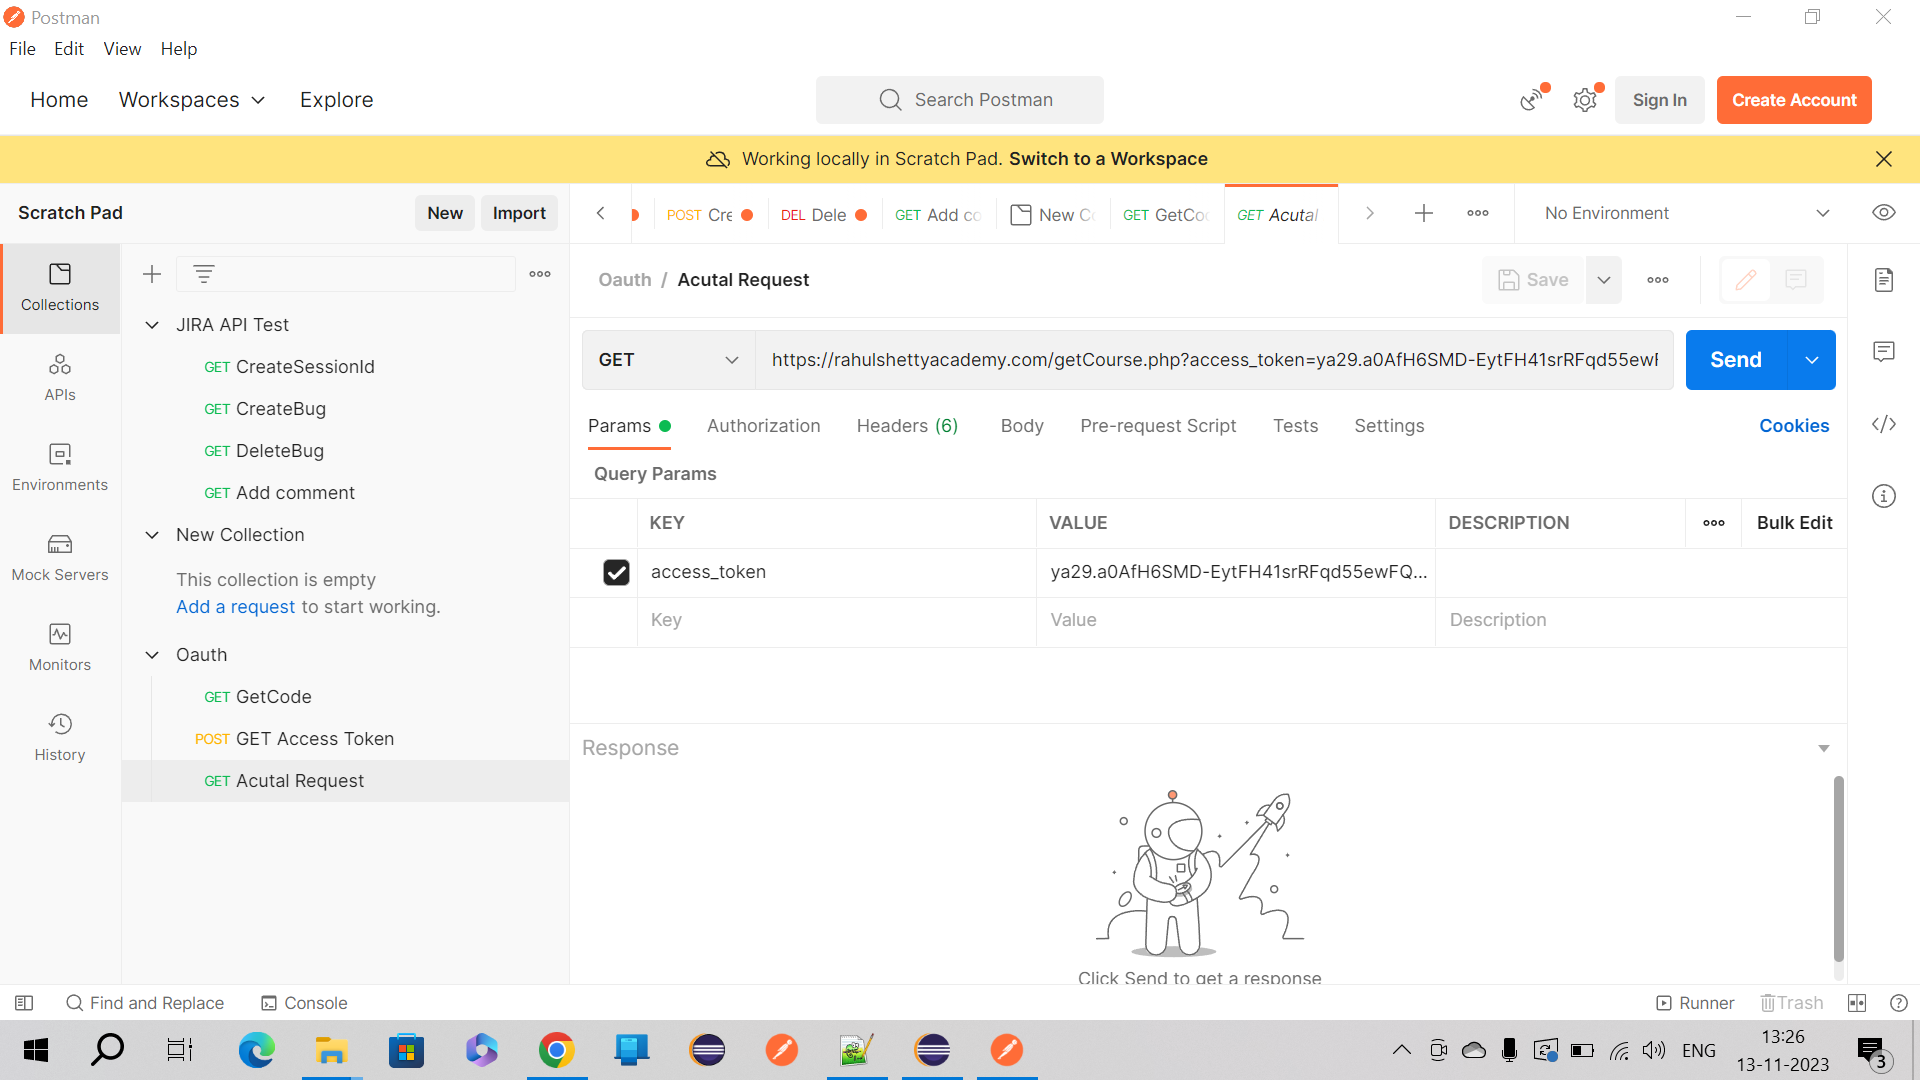 Postman
File Edit View Help
Home Workspaces Explore
Search Postman
Sign In
Create Account
Working locally in Scratch Pad. Switch to a Workspace
Scratch Pad
New
Import
POST Cre
DEL Dele
GET Add co
New Co
GET GetCo
GET Acutal
No Environment
Collections
APIs
Environments
Mock Servers
Monitors
History
JIRA API Test
GET CreateSessionId
GET CreateBug
GET DeleteBug
GET Add comment
New Collection
This collection is empty
Add a request to start working.
Oauth
GET GetCode
POST GET Access Token
GET Acutal Request
Oauth / Acutal Request
Save
GET
https://rahulshettyacademy.com/getCourse.php?access_token=ya29.a0AfH6SMD-EytFH41srRFqd55ewF
Send
Params Authorization Headers (6) Body Pre-request Script Tests Settings
Cookies
Query Params
KEY VALUE DESCRIPTION Bulk Edit
access_token ya29.a0AfH6SMD-EytFH41srRFqd55ewFQ...
Key Value Description
Response
Click Send to get a response
Find and Replace Console
Runner Trash
ENG
13:26
13-11-2023
3